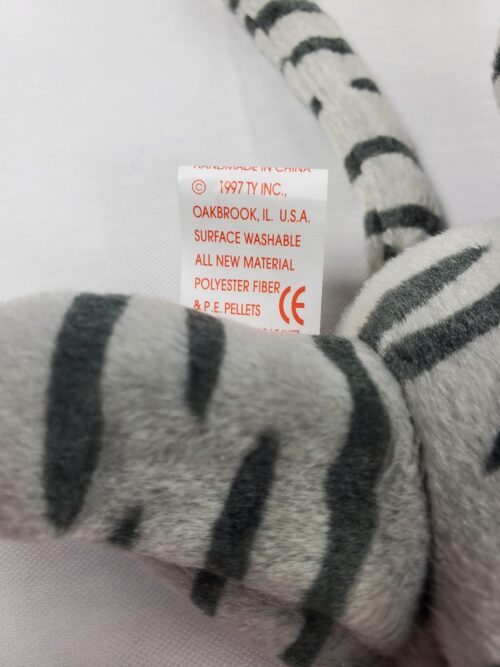 HANDMADE IN CHINA
© 1997 TY INC.,
OAKBROOK, IL. U.S.A.
SURFACE WASHABLE
ALL NEW MATERIAL
POLYESTER FIBER
& P.E. PELLETS CE